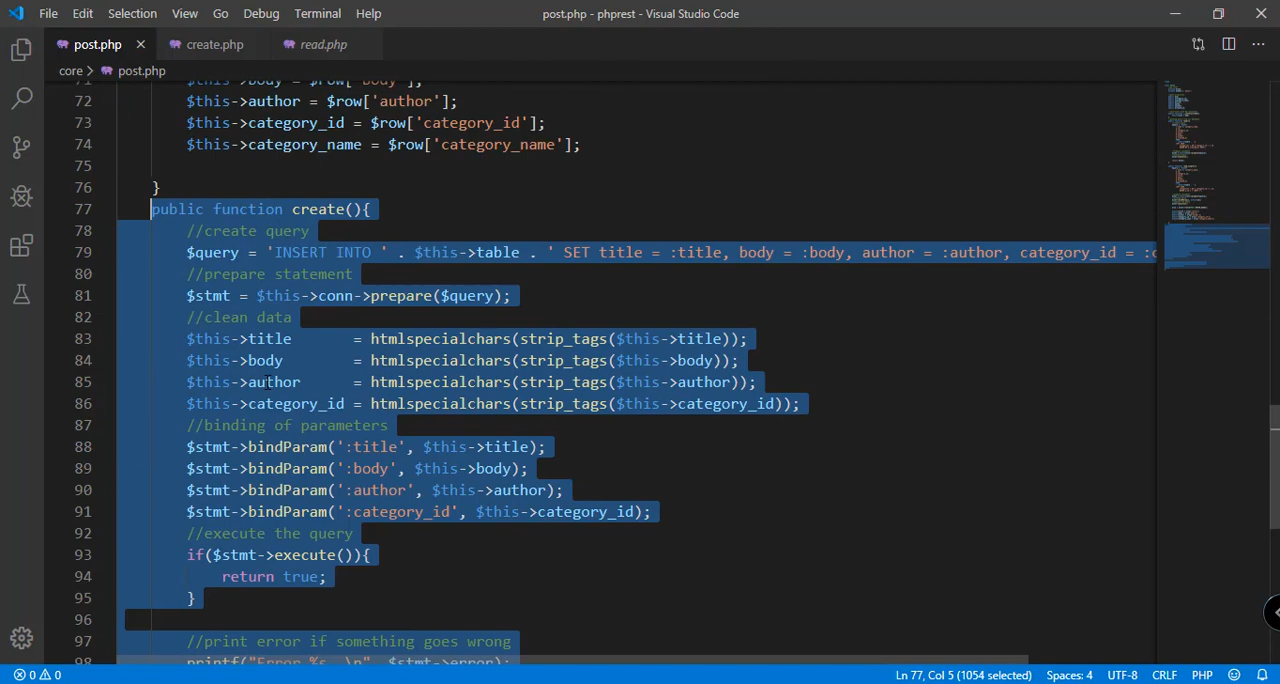 File Edit Selection View Go Debug Terminal Help post.php - phprest - Visual Studio Code
post.php create.php read.php
core post.php
71 $this->body = $row['body'];
72 $this->author = $row['author'];
73 $this->category_id = $row['category_id'];
74 $this->category_name = $row['category_name'];
75
76 }
77 public function create(){
78 //create query
79 $query = 'INSERT INTO ' . $this->table . ' SET title = :title, body = :body, author = :author, category_id = :c
80 //prepare statement
81 $stmt = $this->conn->prepare($query);
82 //clean data
83 $this->title = htmlspecialchars(strip_tags($this->title));
84 $this->body = htmlspecialchars(strip_tags($this->body));
85 $this->author = htmlspecialchars(strip_tags($this->author));
86 $this->category_id = htmlspecialchars(strip_tags($this->category_id));
87 //binding of parameters
88 $stmt->bindParam(':title', $this->title);
89 $stmt->bindParam(':body', $this->body);
90 $stmt->bindParam(':author', $this->author);
91 $stmt->bindParam(':category_id', $this->category_id);
92 //execute the query
93 if($stmt->execute()){
94 return true;
95 }
96
97 //print error if something goes wrong
98 printf("Error %s. \n", $stmt->error);
0 0 Ln 77, Col 5 (1054 selected) Spaces: 4 UTF-8 CRLF PHP